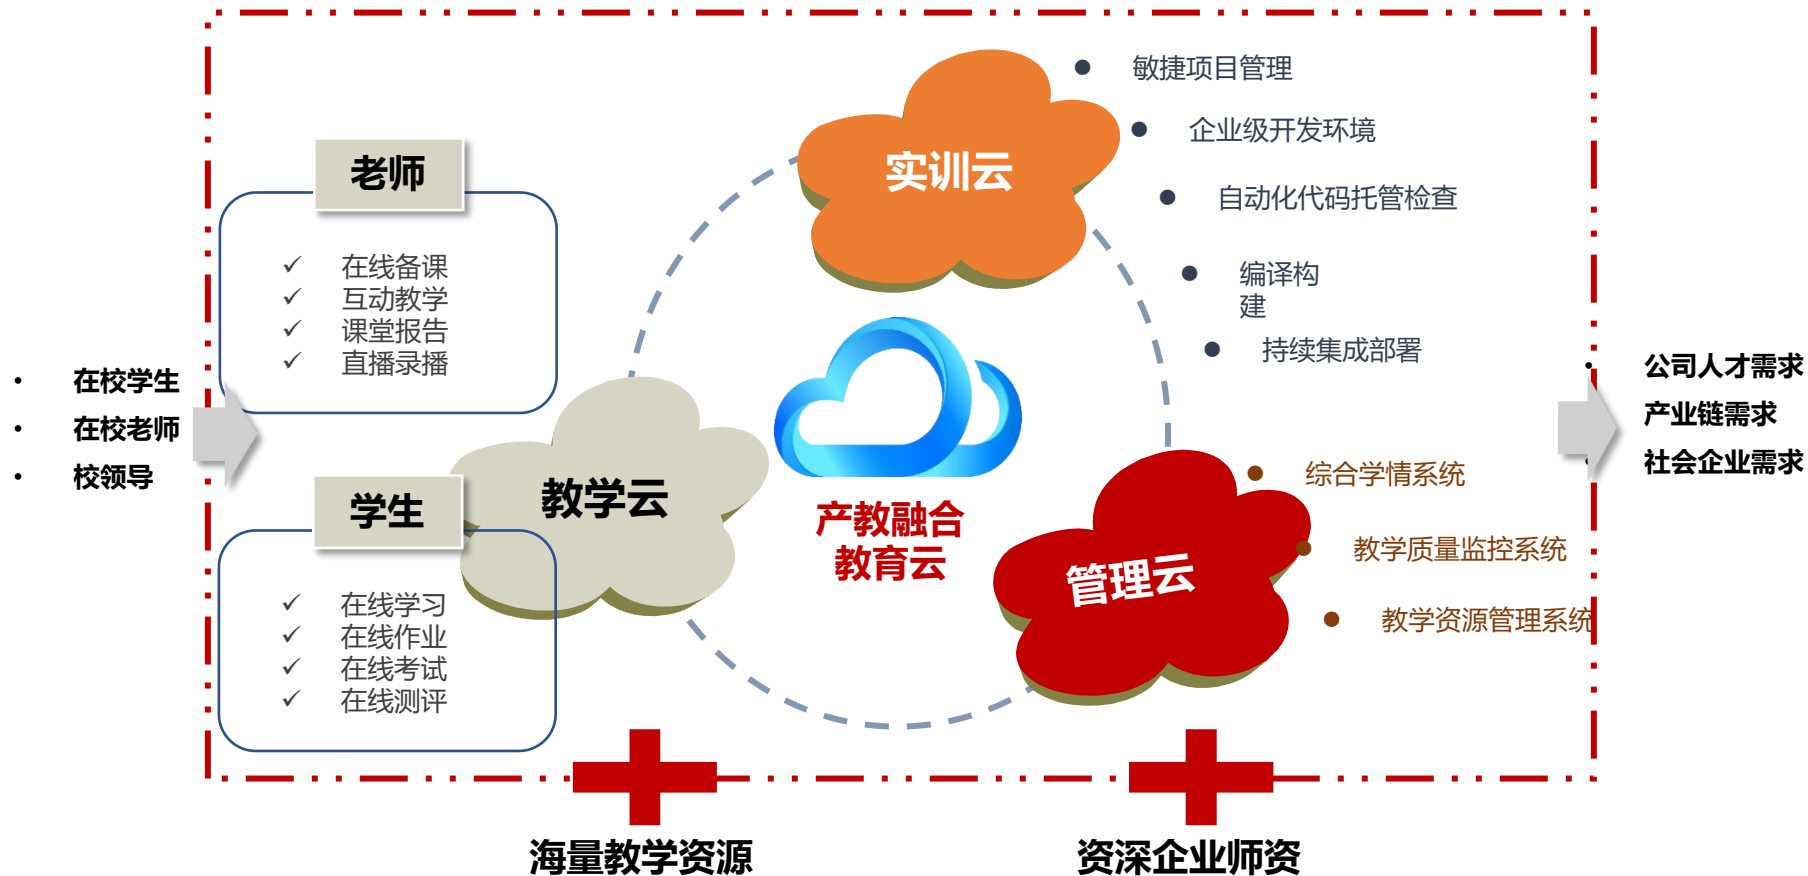 在校学生
在校老师
校领导
老师
在线备课
互动教学
课堂报告
直播录播
学生
在线学习
在线作业
在线考试
在线测评
教学云
实训云
敏捷项目管理
企业级开发环境
自动化代码托管检查
编译构
建
持续集成部署
产教融合
教育云
管理云
综合学情系统
教学质量监控系统
教学资源管理系统
公司人才需求
产业链需求
社会企业需求
海量教学资源
资深企业师资